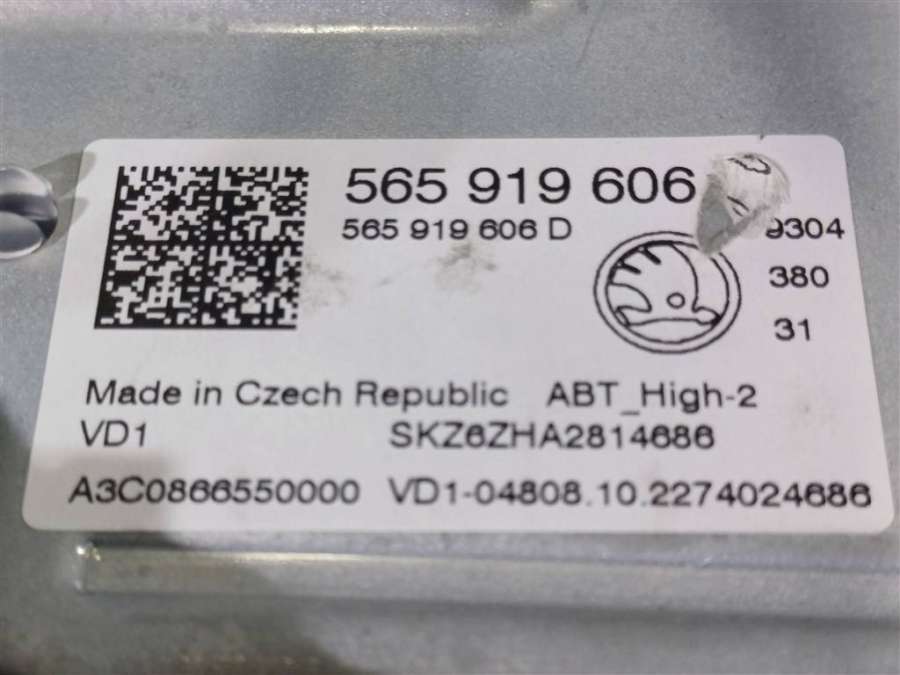 565 919 606
565 919 606 D
9304
380
31
Made in Czech Republic ABT_High-2
VD1 SKZ6ZHA2814686
A3C0866550000 VD1-04808.10.2274024686